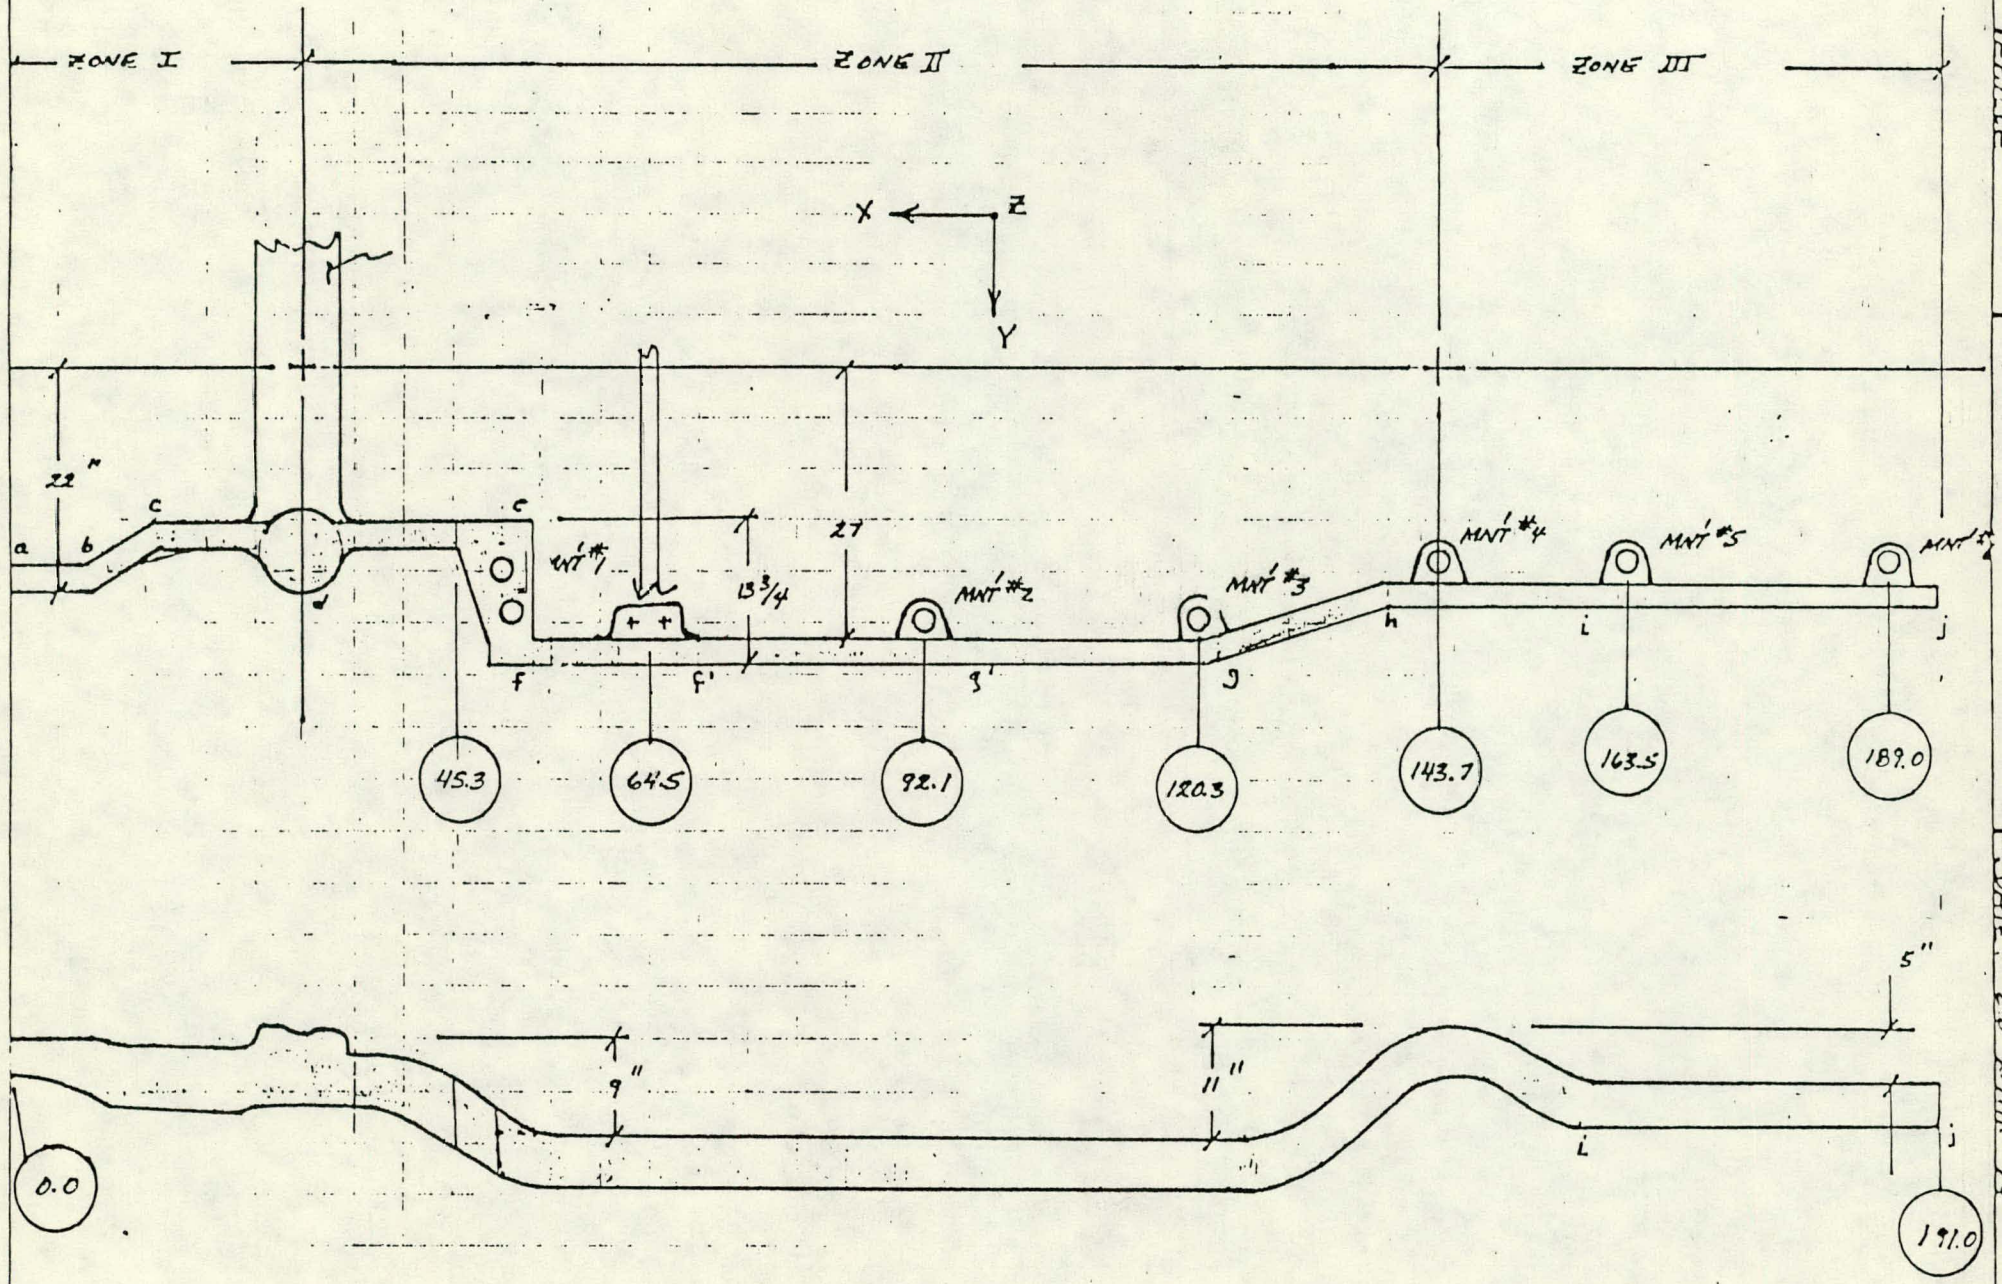 ZONE I
ZONE II
ZONE III
X
Z
Y
22"
27
13 3/4
a
b
c
d
e
MNT #2
MNT #3
MNT #4
MNT #5
f
f'
g'
g
h
i
j
45.3
64.5
92.1
120.3
143.7
163.5
189.0
5"
9"
11"
i
j
0.0
191.0